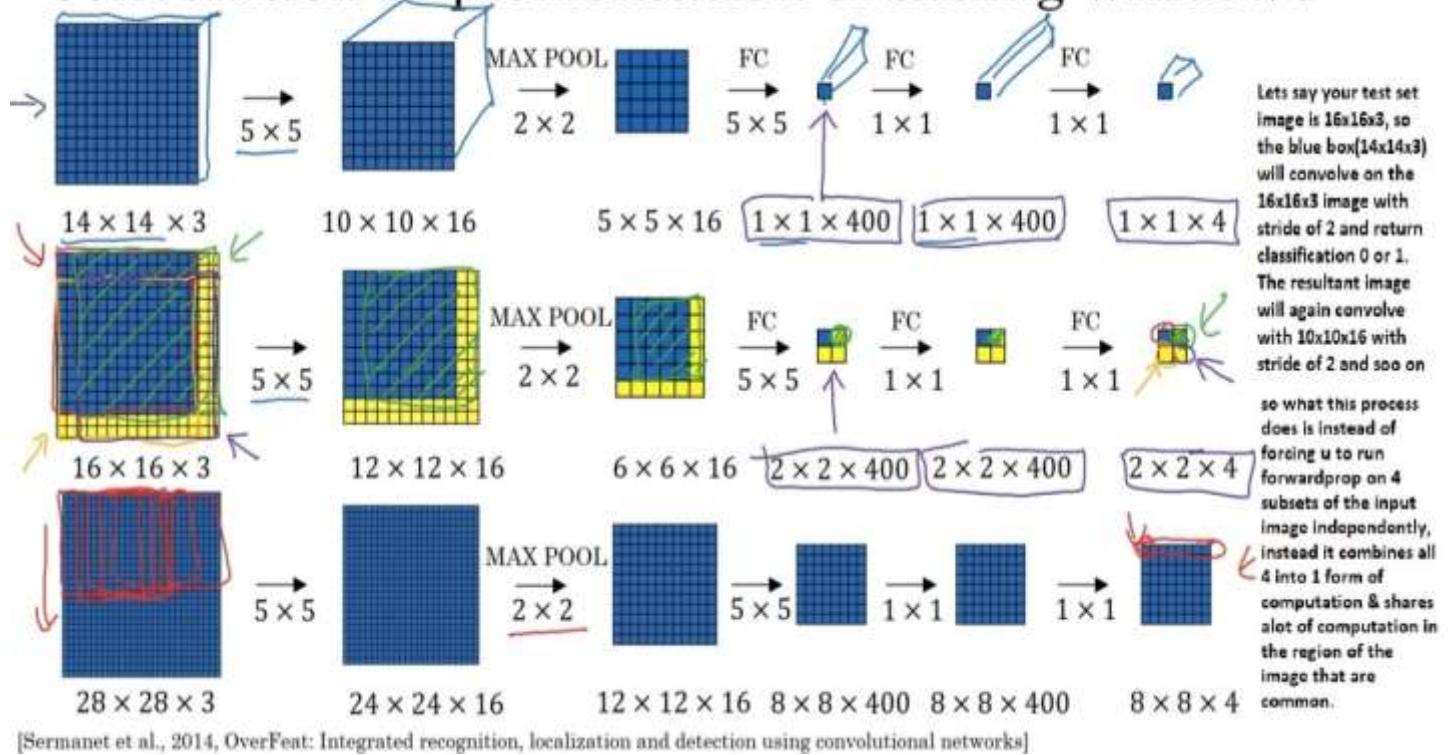 MAX POOL FC FC FC
5 × 5 2 × 2 5 × 5 1 × 1 1 × 1
14 × 14 × 3 10 × 10 × 16 5 × 5 × 16 1 × 1 × 400 1 × 1 × 400 1 × 1 × 4
MAX POOL FC FC FC
5 × 5 2 × 2 5 × 5 1 × 1 1 × 1
16 × 16 × 3 12 × 12 × 16 6 × 6 × 16 2 × 2 × 400 2 × 2 × 400 2 × 2 × 4
MAX POOL
5 × 5 2 × 2 5 × 5 1 × 1 1 × 1
28 × 28 × 3 24 × 24 × 16 12 × 12 × 16 8 × 8 × 400 8 × 8 × 400 8 × 8 × 4
Lets say your test set
image is 16x16x3, so
the blue box(14x14x3)
will convolve on the
16x16x3 image with
stride of 2 and return
classification 0 or 1.
The resultant image
will again convolve
with 10x10x16 with
stride of 2 and soo on
so what this process
does is instead of
forcing u to run
forwardprop on 4
subsets of the input
image independently,
instead it combines all
4 into 1 form of
computation & shares
alot of computation in
the region of the
image that are
common.
[Sermanet et al., 2014, OverFeat: Integrated recognition, localization and detection using convolutional networks]